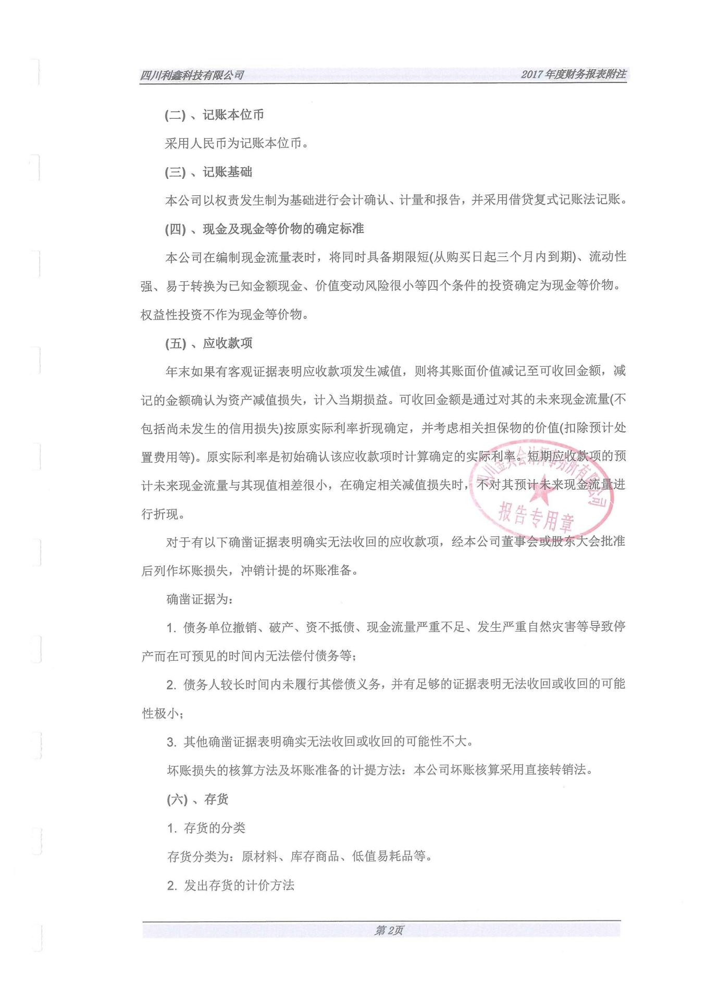 四川利鑫科技有限公司
2017年度财务报表附注
(二)、记账本位币
采用人民币为记账本位币。
(三)、记账基础
本公司以权责发生制为基础进行会计确认、计量和报告，并采用借贷复式记账法记账。
(四)、现金及现金等价物的确定标准
本公司在编制现金流量表时，将同时具备期限短(从购买日起三个月内到期)、流动性
强、易于转换为已知金额现金、价值变动风险很小等四个条件的投资确定为现金等价物。
权益性投资不作为现金等价物。
(五)、应收款项
年末如果有客观证据表明应收款项发生减值，则将其账面价值减记至可收回金额，减
记的金额确认为资产减值损失，计入当期损益。可收回金额是通过对其的未来现金流量(不
包括尚未发生的信用损失)按原实际利率折现确定，并考虑相关担保物的价值(扣除预计处
置费用等)。原实际利率是初始确认该应收款项时计算确定的实际利率。短期应收款项的预
计未来现金流量与其现值相差很小，在确定相关减值损失时，不对其预计未来现金流量进
行折现。
四川金典会计师事务所有限公司
报告专用章
对于有以下确凿证据表明确实无法收回的应收款项，经本公司董事会或股东大会批准
后列作坏账损失，冲销计提的坏账准备。
确凿证据为：
1. 债务单位撤销、破产、资不抵债、现金流量严重不足、发生严重自然灾害等导致停
产而在可预见的时间内无法偿付债务等；
2. 债务人较长时间内未履行其偿债义务，并有足够的证据表明无法收回或收回的可能
性极小；
3. 其他确凿证据表明确实无法收回或收回的可能性不大。
坏账损失的核算方法及坏账准备的计提方法：本公司坏账核算采用直接转销法。
(六)、存货
1. 存货的分类
存货分类为：原材料、库存商品、低值易耗品等。
2. 发出存货的计价方法
第2页